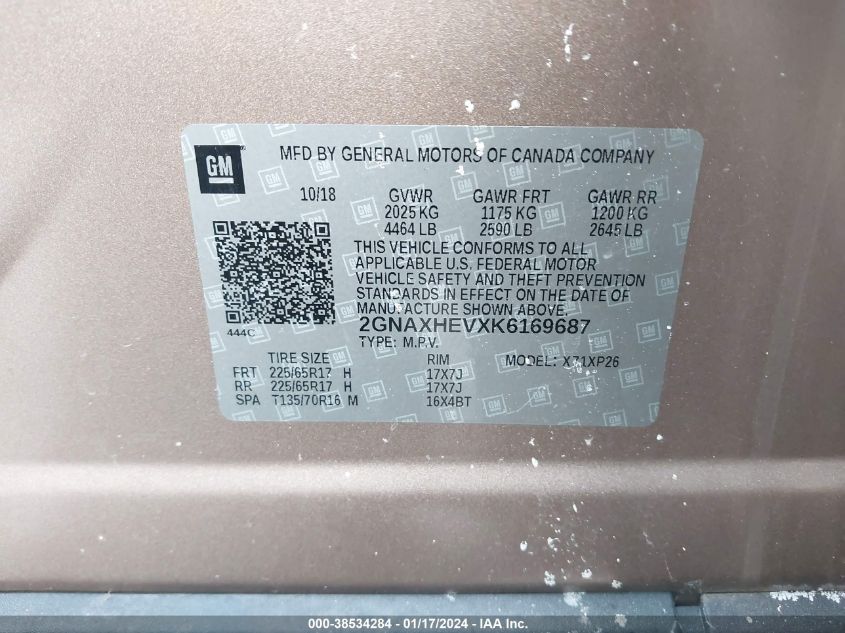 GM
MFD BY GENERAL MOTORS OF CANADA COMPANY
10/18 GVWR GAWR FRT GAWR RR
2025 KG 1175 KG 1200 KG
4464 LB 2590 LB 2645 LB
THIS VEHICLE CONFORMS TO ALL
APPLICABLE U.S. FEDERAL MOTOR
VEHICLE SAFETY AND THEFT PREVENTION
STANDARDS IN EFFECT ON THE DATE OF
MANUFACTURE SHOWN ABOVE.
444C 2GNAXHEVXK6169687
TYPE: M.P.V.
TIRE SIZE RIM MODEL: X71XP26
FRT 225/65R17 H 17X7J
RR 225/65R17 H 17X7J
SPA T135/70R16 M 16X4BT
000-38534284 - 01/17/2024 - IAAI.com